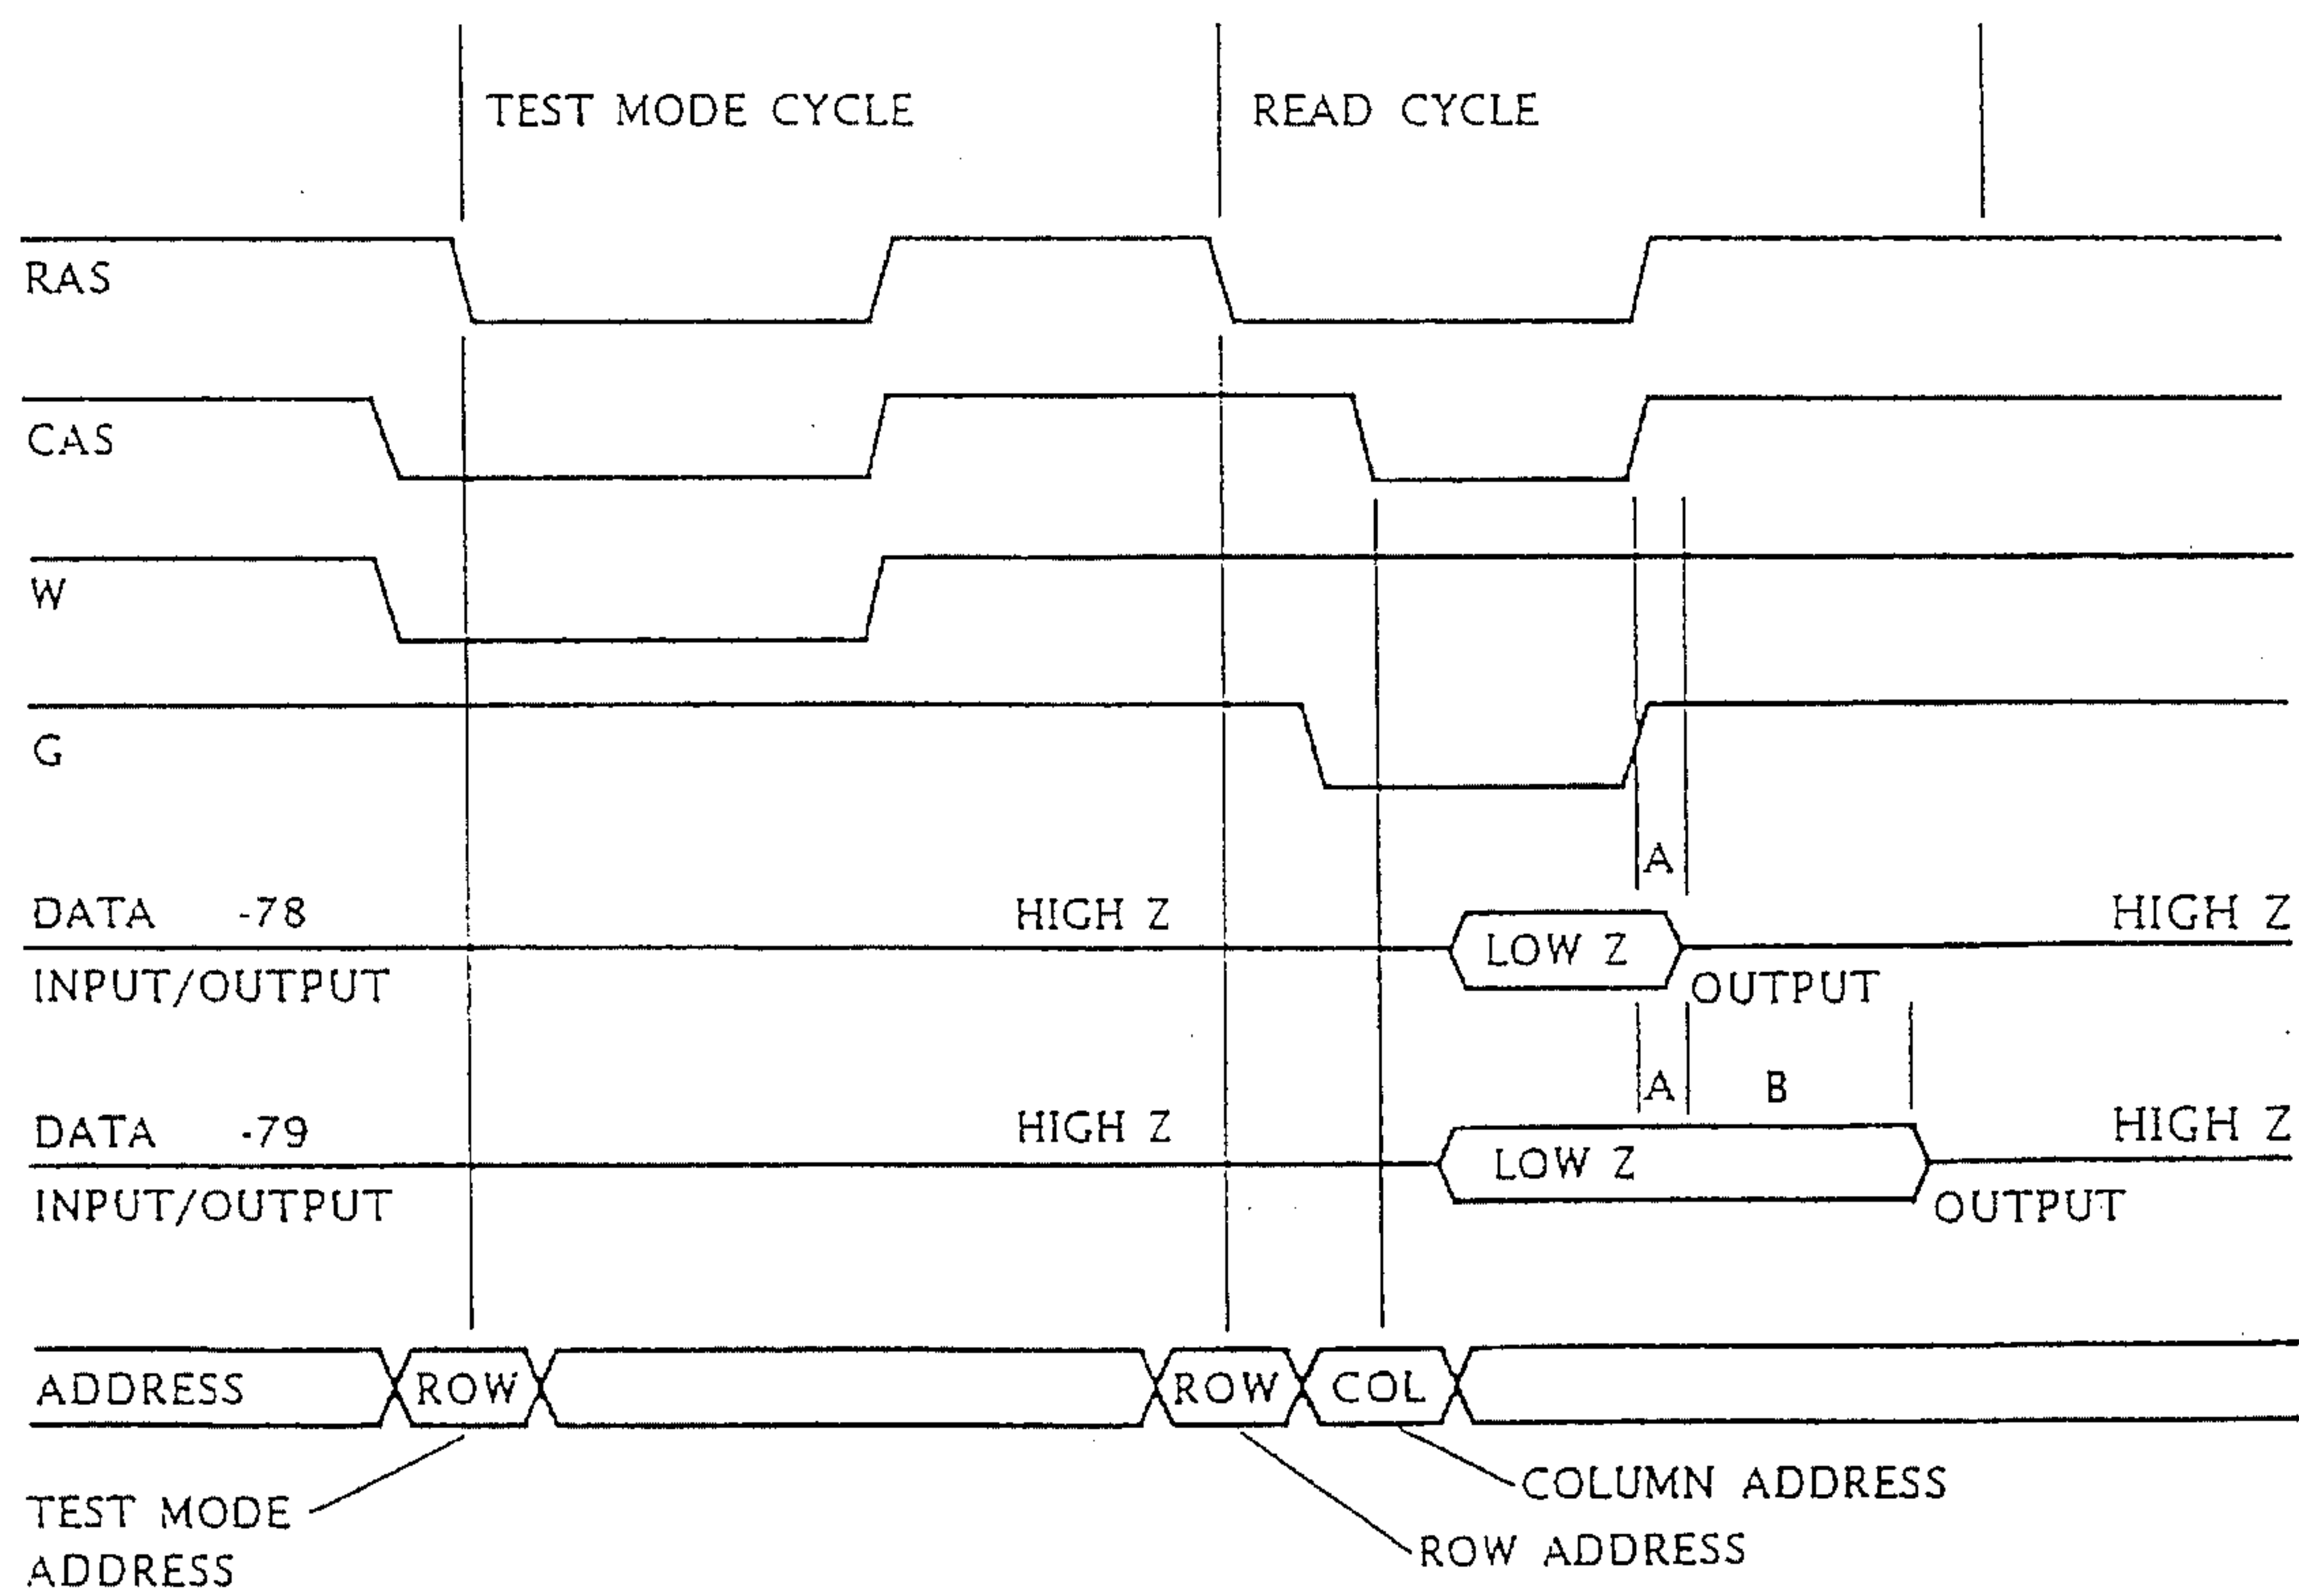 TEST MODE CYCLE
READ CYCLE
RAS
CAS
W
G
A
DATA -78
HIGH Z
HIGH Z
LOW Z
INPUT/OUTPUT
OUTPUT
A
B
DATA -79
HIGH Z
HIGH Z
LOW Z
INPUT/OUTPUT
OUTPUT
ADDRESS
ROW
ROW
COL
TEST MODE
ADDRESS
COLUMN ADDRESS
ROW ADDRESS